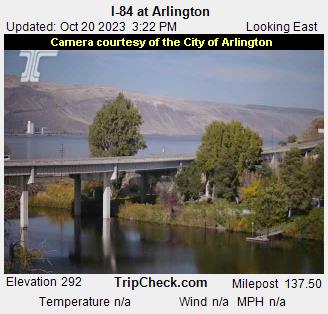 I-84 at Arlington
Updated: Oct 20 2023 3:22 PM Looking East
Camera courtesy of the City of Arlington
Elevation 292 TripCheck.com Milepost 137.50
Temperature n/a Wind n/a MPH n/a